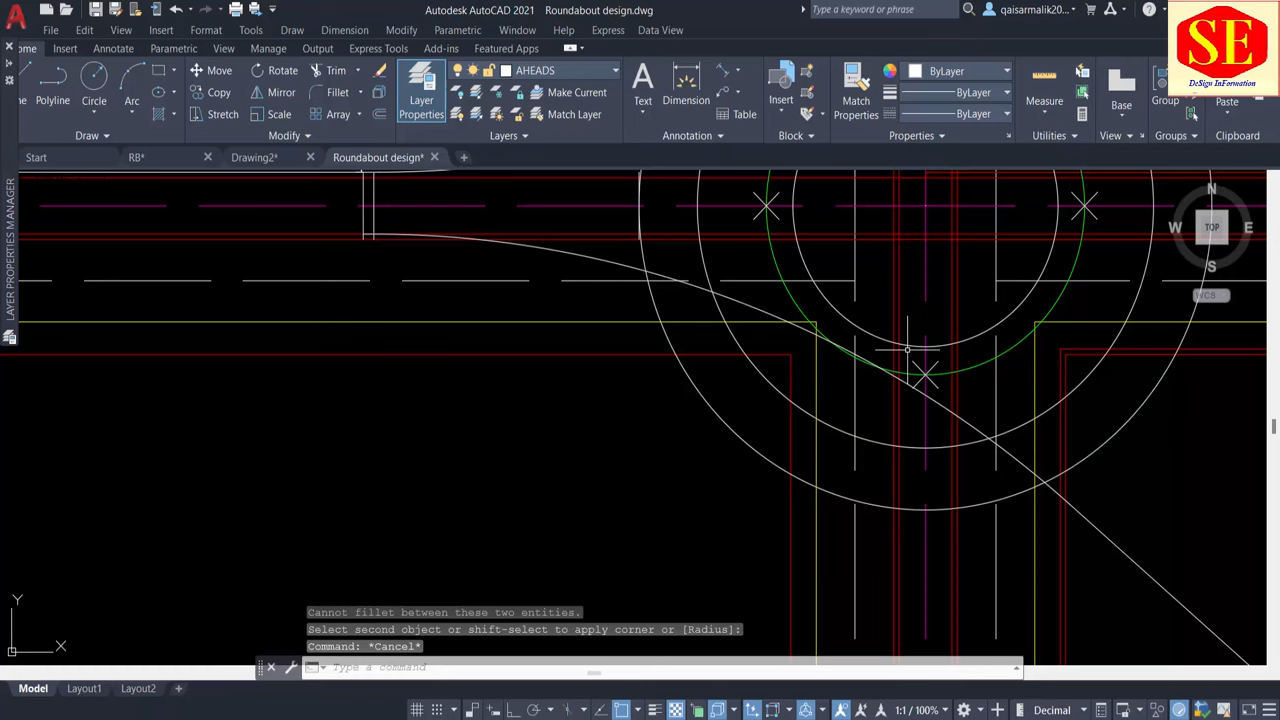 Autodesk AutoCAD 2021 Roundabout design.dwg
Type a keyword or phrase
qaisarmalik20...
SE
DeSign InFormation
File Edit View Insert Format Tools Draw Dimension Modify Parametric Window Help Express Data View
ome Insert Annotate Parametric View Manage Output Express Tools Add-ins Featured Apps
Polyline Circle Arc
Move Rotate Trim
Copy Mirror Fillet
Stretch Scale Array
Layer Properties
AHEADS
Make Current
Match Layer
Text Dimension Table
Insert
Match Properties
ByLayer
ByLayer
ByLayer
Measure
Base
Group
Paste
Draw Modify Layers Annotation Block Properties Utilities View Groups Clipboard
Start RB* Drawing2* Roundabout design*
LAYER PROPERTIES MANAGER
N
W TOP E
S
WCS
Y
X
Cannot fillet between these two entities.
Select second object or shift-select to apply corner or [Radius]:
Command: *Cancel*
Type a command
Model Layout1 Layout2
1:1 / 100% Decimal